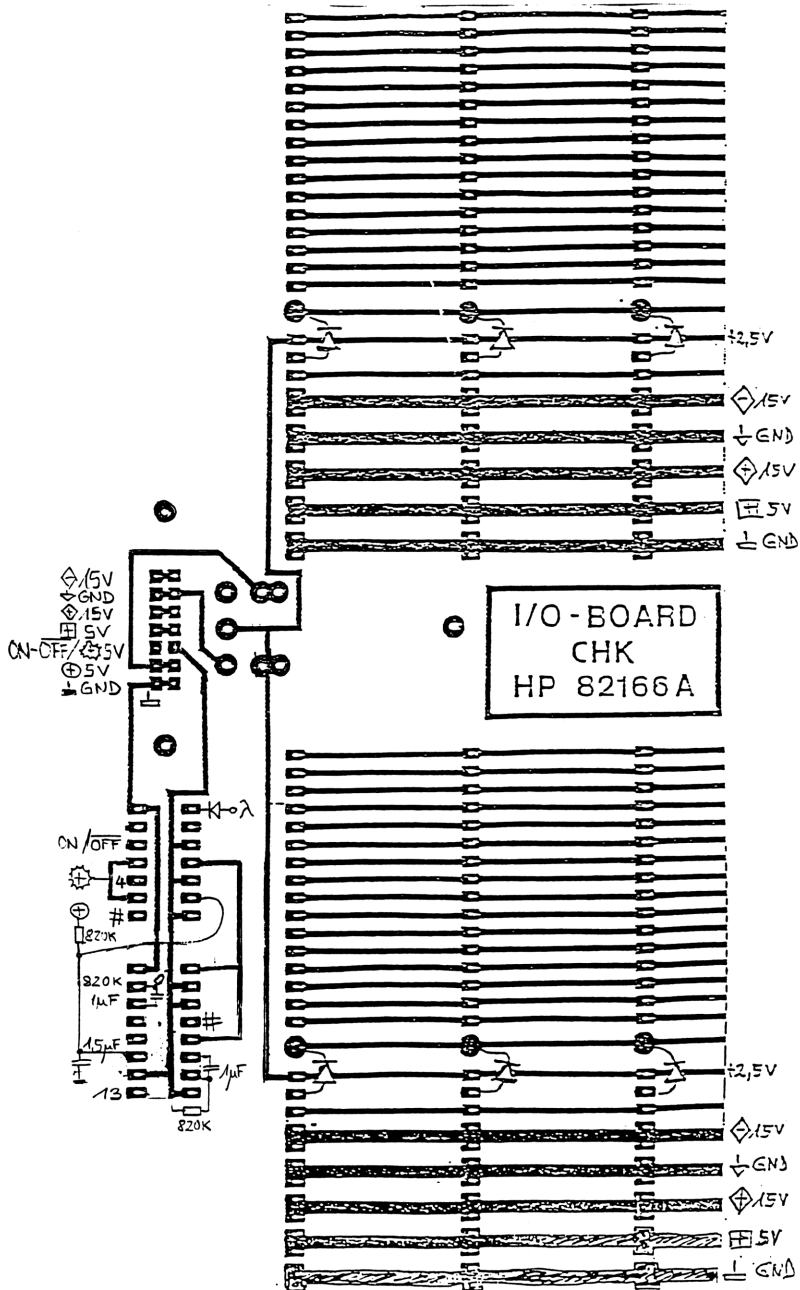 ÷2,5V
⊖15V
⏚ GND
⊕15V
⊞ 5V
⊥ GND
⊖15V
GND
⊕15V
⊞ 5V
ON-OFF/⊕5V
⊕5V
GND
I/O-BOARD
CHK
HP 82166A
λ
ON/OFF
4
#
⊕
820K
820K
1µF
#
1,5µF
1µF
13
820K
÷2,5V
⊖15V
⏚ GND
⊕15V
⊞ 5V
⊥ GND